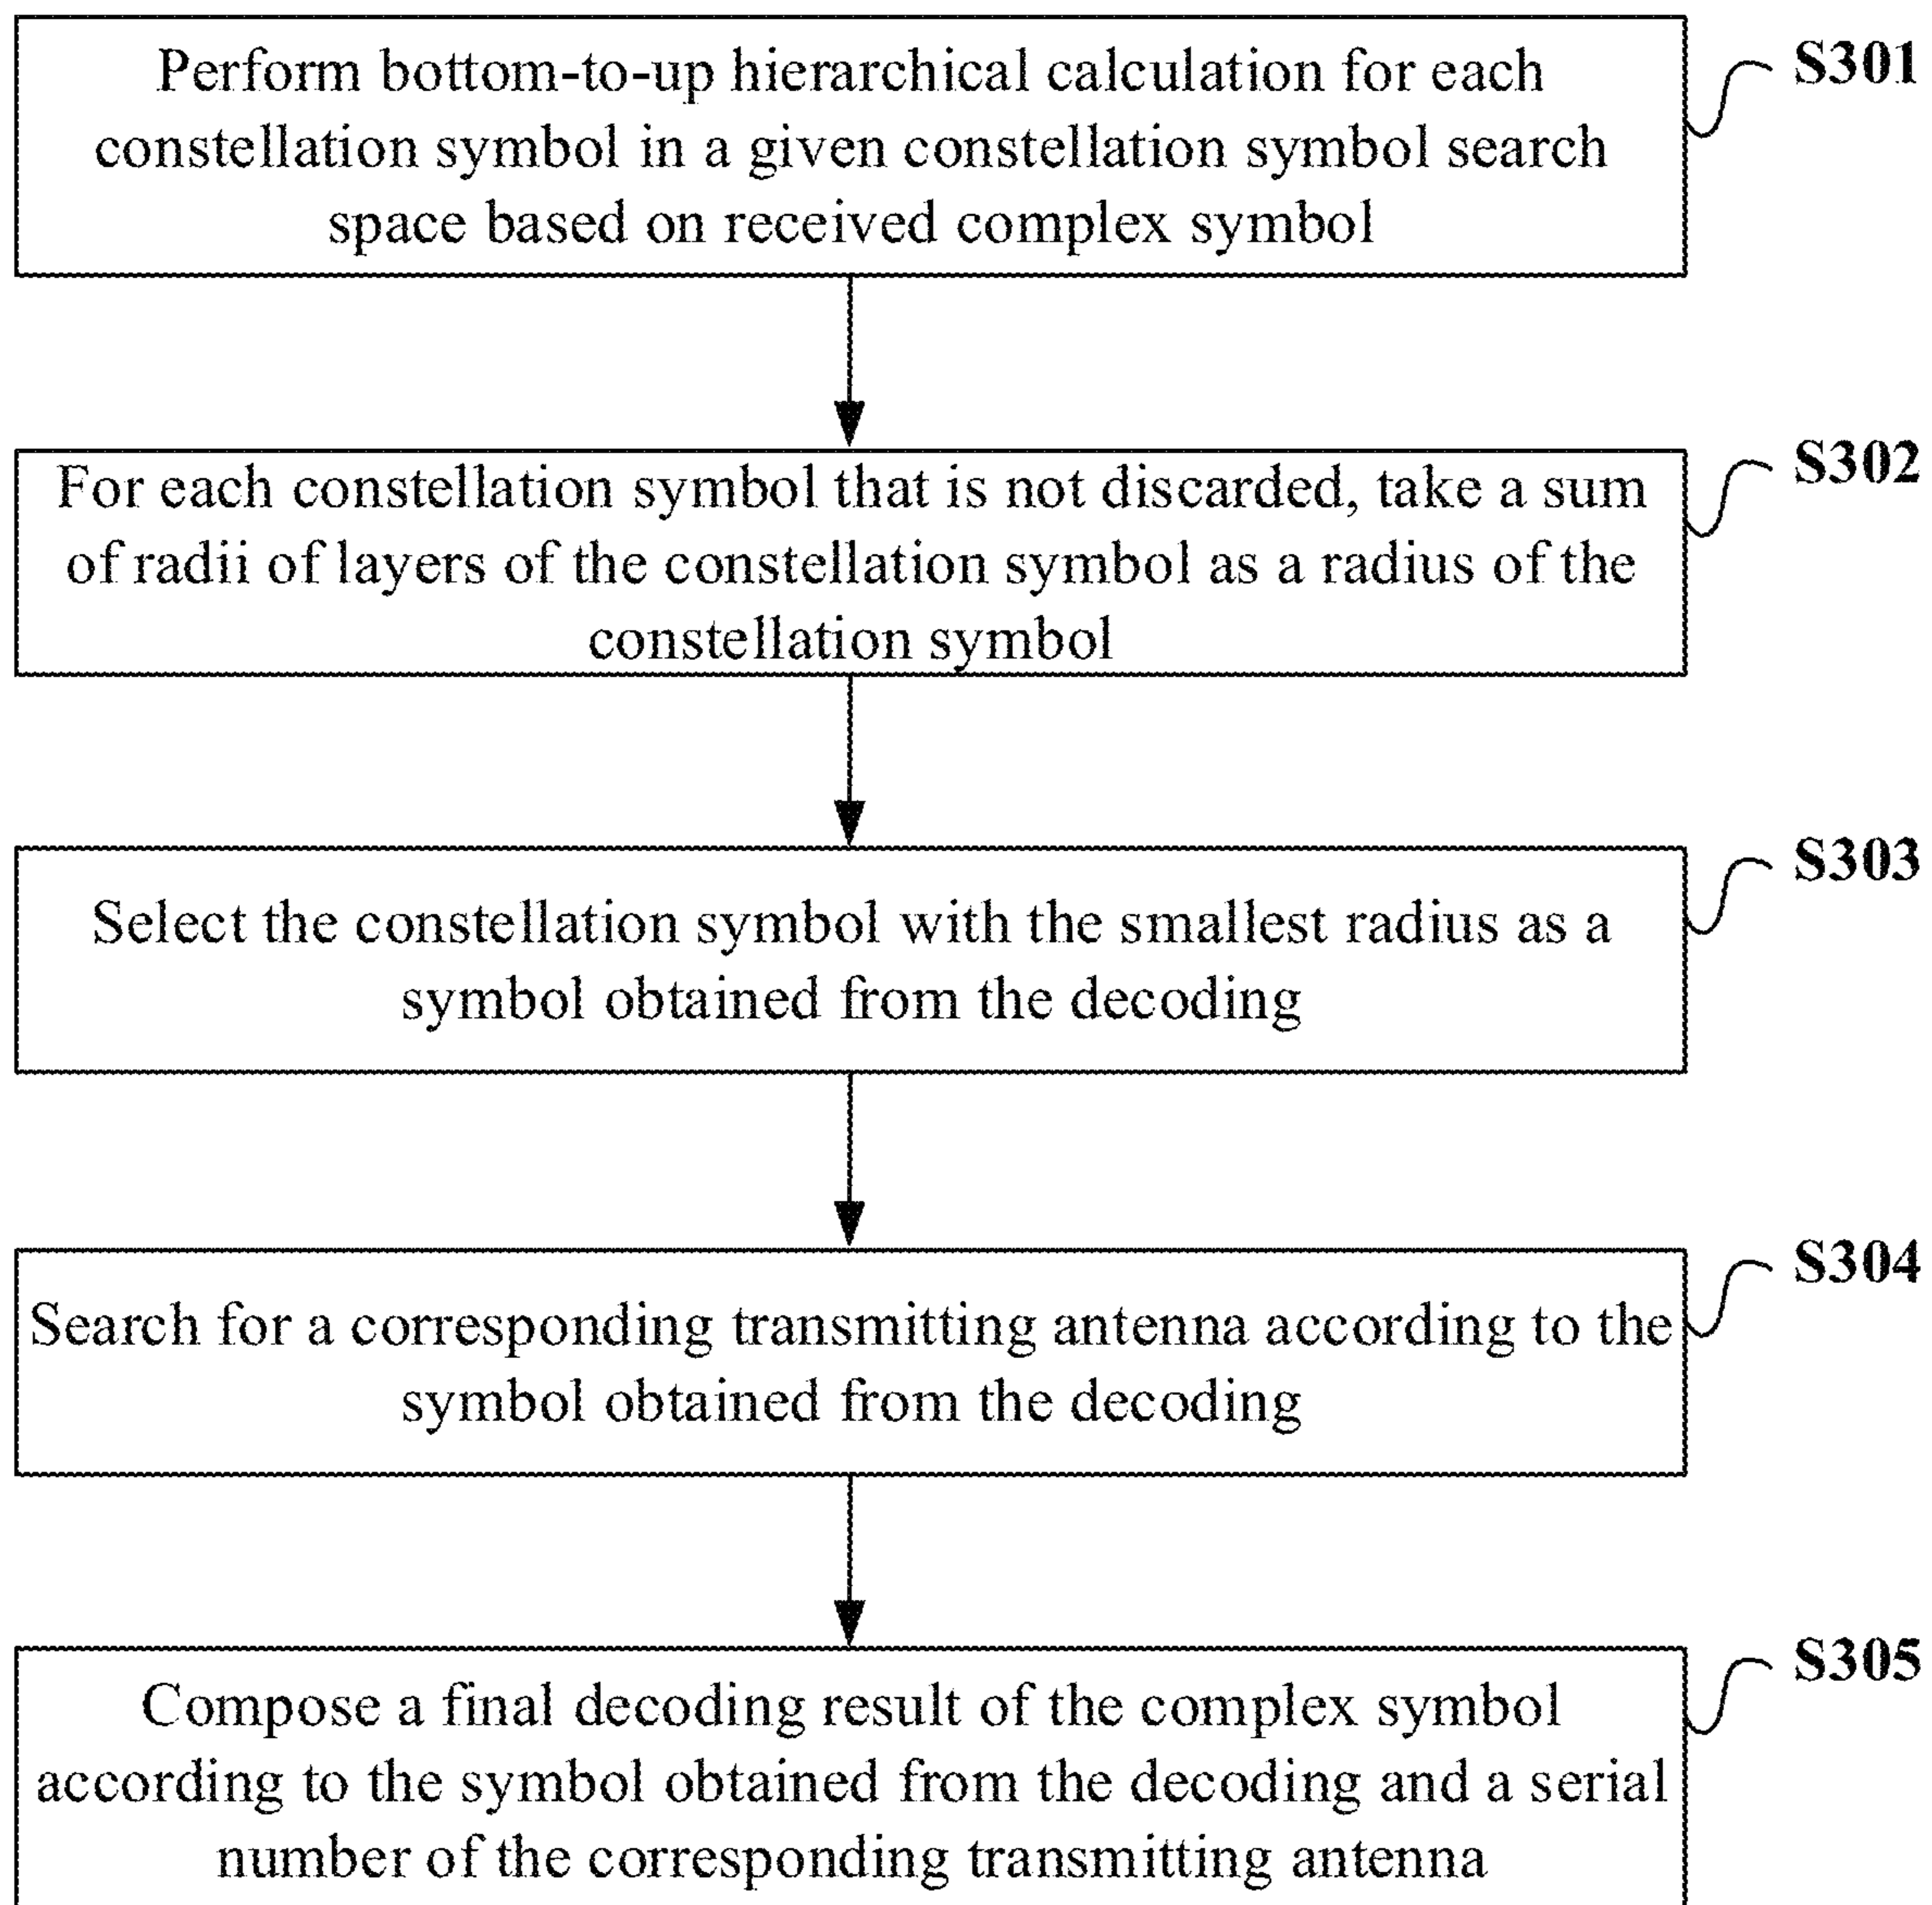 Perform bottom-to-up hierarchical calculation for each
constellation symbol in a given constellation symbol search
space based on received complex symbol
S301
For each constellation symbol that is not discarded, take a sum
of radii of layers of the constellation symbol as a radius of the
constellation symbol
S302
Select the constellation symbol with the smallest radius as a
symbol obtained from the decoding
S303
Search for a corresponding transmitting antenna according to the
symbol obtained from the decoding
S304
Compose a final decoding result of the complex symbol
according to the symbol obtained from the decoding and a serial
number of the corresponding transmitting antenna
S305